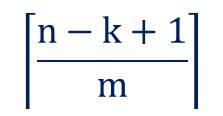 ⌈(n − k + 1)/m⌉